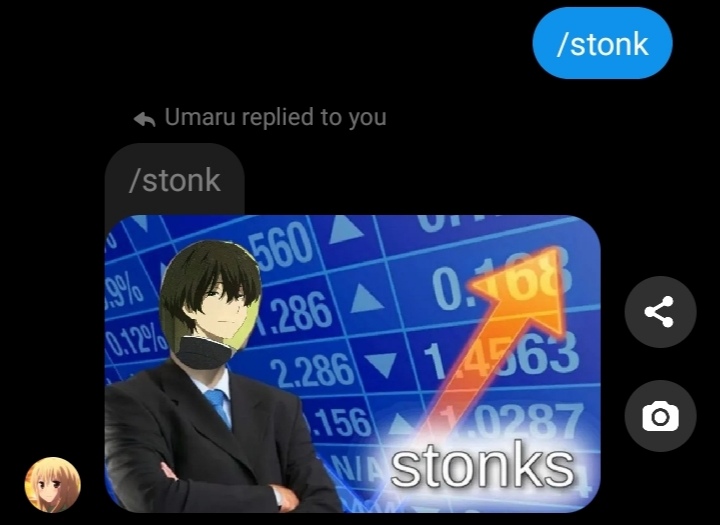 /stonk
Umaru replied to you
/stonk
560
0.168
.9%
1.286
0.12%
1.4563
2.286
.156
1.0287
N/A
stonks